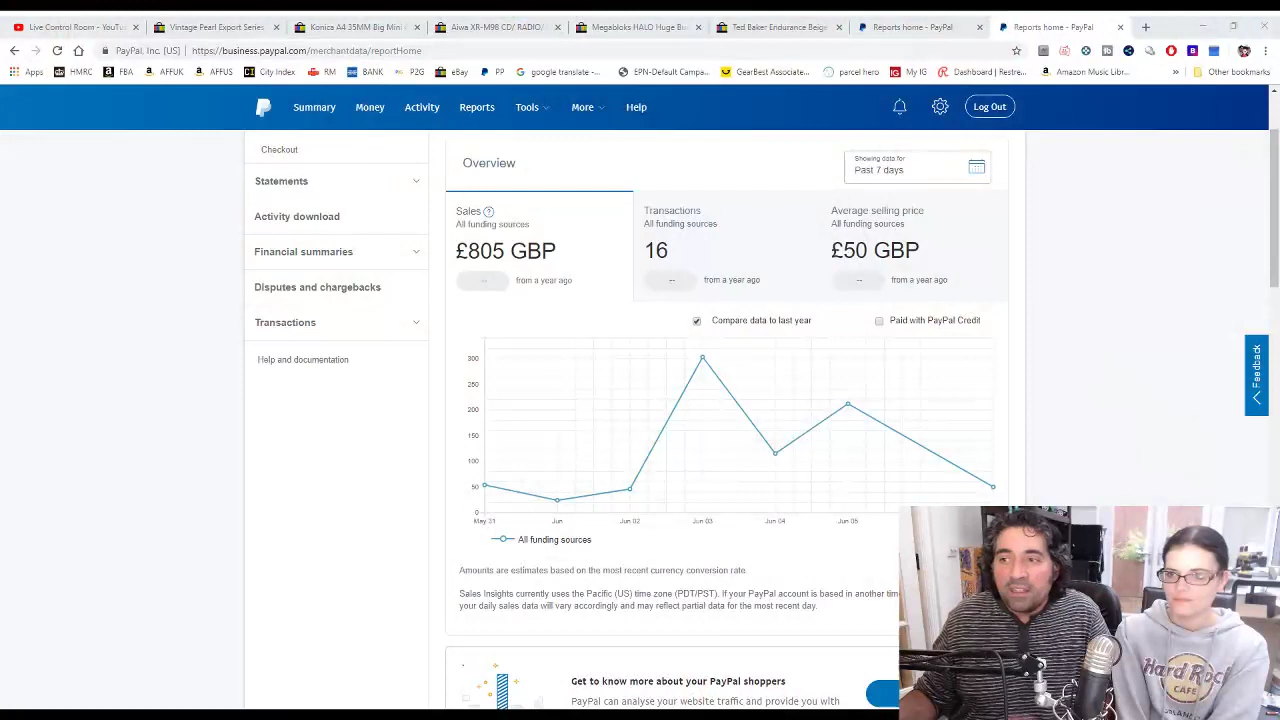 Live Control Room - YouTu
Vintage Pearl Export Series
Konica A4 35MM Big Mini
Aiwa XR-M98 CD/ RADIO/
Megabloks HALO Huge Bu
Ted Baker Endurance Beige
Reports home - PayPal
Reports home - PayPal
PayPal, Inc. [US]
https://business.paypal.com/merchantdata/reportHome
Apps
HMRC
FBA
AFFUK
AFFUS
City Index
RM
BANK
P2G
eBay
PP
google translate -...
EPN-Default Campa...
GearBest Associate...
parcel hero
My IG
Dashboard | Restre...
Amazon Music Libr...
»
Other bookmarks
Summary
Money
Activity
Reports
Tools
More
Help
Log Out
Checkout
Statements
Activity download
Financial summaries
Disputes and chargebacks
Transactions
Help and documentation
Overview
Showing data for
Past 7 days
Sales ?
All funding sources
£805 GBP
-- from a year ago
Transactions
All funding sources
16
-- from a year ago
Average selling price
All funding sources
£50 GBP
-- from a year ago
Compare data to last year
Paid with PayPal Credit
300
250
200
150
100
50
0
May 31
Jun
Jun 02
Jun 03
Jun 04
Jun 05
All funding sources
Amounts are estimates based on the most recent currency conversion rate
Sales Insights currently uses the Pacific (US) time zone (PDT/PST). If your PayPal account is based in another time
your daily sales data will vary accordingly and may reflect partial data for the most recent day.
Get to know more about your PayPal shoppers
PayPal can analyse your website traffic and provide you with
Feedback
Hard Rock
CAFE
ORLANDO